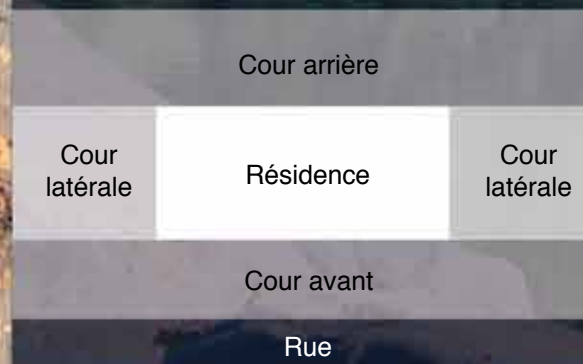 Cour arrière
Cour
latérale
Résidence
Cour
latérale
Cour avant
Rue